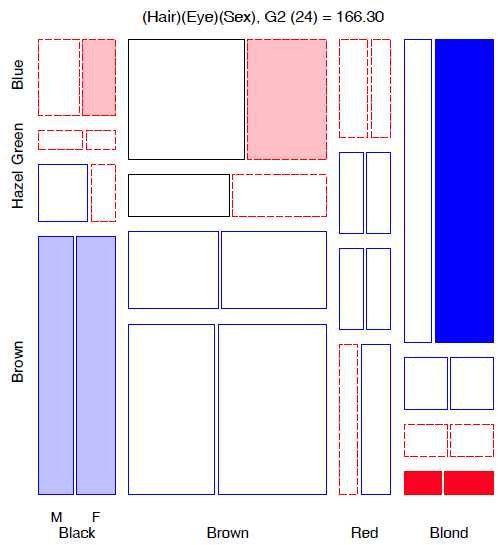 (Hair)(Eye)(Sex), G2 (24) = 166.30
Blue
Hazel Green
Brown
M F
Black Brown Red Blond